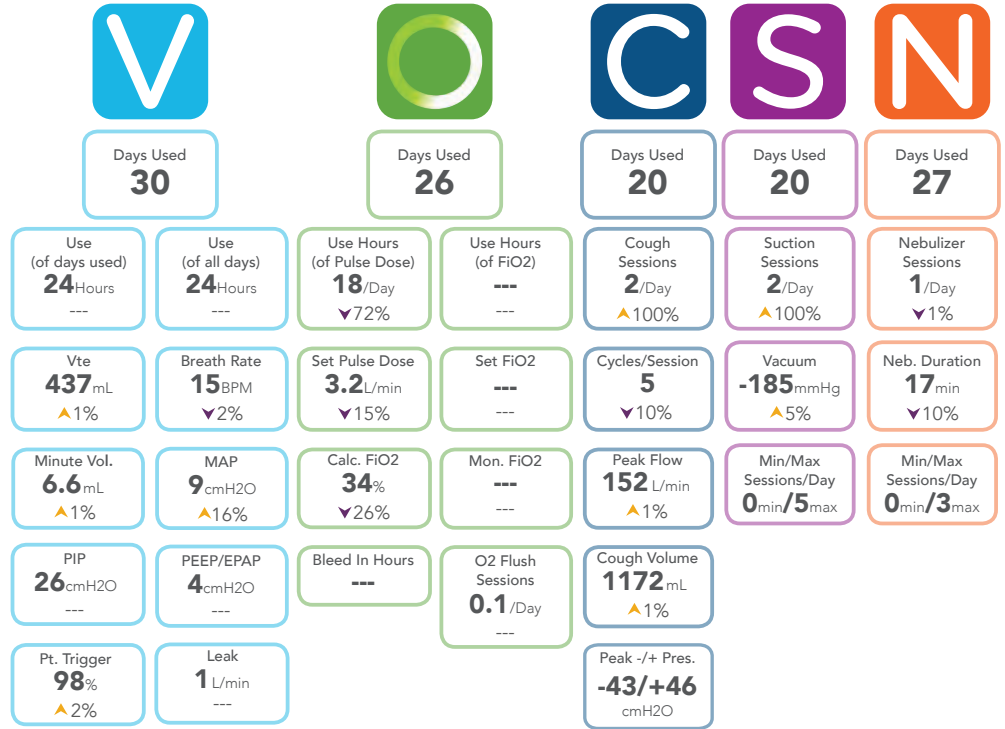 V
O
C
S
N
Days Used
30
Days Used
26
Days Used
20
Days Used
20
Days Used
27
Use
(of days used)
24Hours
---
Use
(of all days)
24Hours
---
Use Hours
(of Pulse Dose)
18/Day
72%
Use Hours
(of FiO2)
---
---
Cough
Sessions
2/Day
100%
Suction
Sessions
2/Day
100%
Nebulizer
Sessions
1/Day
1%
Vte
437mL
1%
Breath Rate
15BPM
2%
Set Pulse Dose
3.2L/min
15%
Set FiO2
---
---
Cycles/Session
5
10%
Vacuum
-185mmHg
5%
Neb. Duration
17min
10%
Minute Vol.
6.6mL
1%
MAP
9cmH2O
16%
Calc. FiO2
34%
26%
Mon. FiO2
---
---
Peak Flow
152 L/min
1%
Min/Max
Sessions/Day
0min/5max
Min/Max
Sessions/Day
0min/3max
PIP
26cmH2O
---
PEEP/EPAP
4cmH2O
---
Bleed In Hours
---
O2 Flush
Sessions
0.1/Day
---
Cough Volume
1172 mL
1%
Pt. Trigger
98%
2%
Leak
1 L/min
---
Peak -/+ Pres.
-43/+46
cmH2O